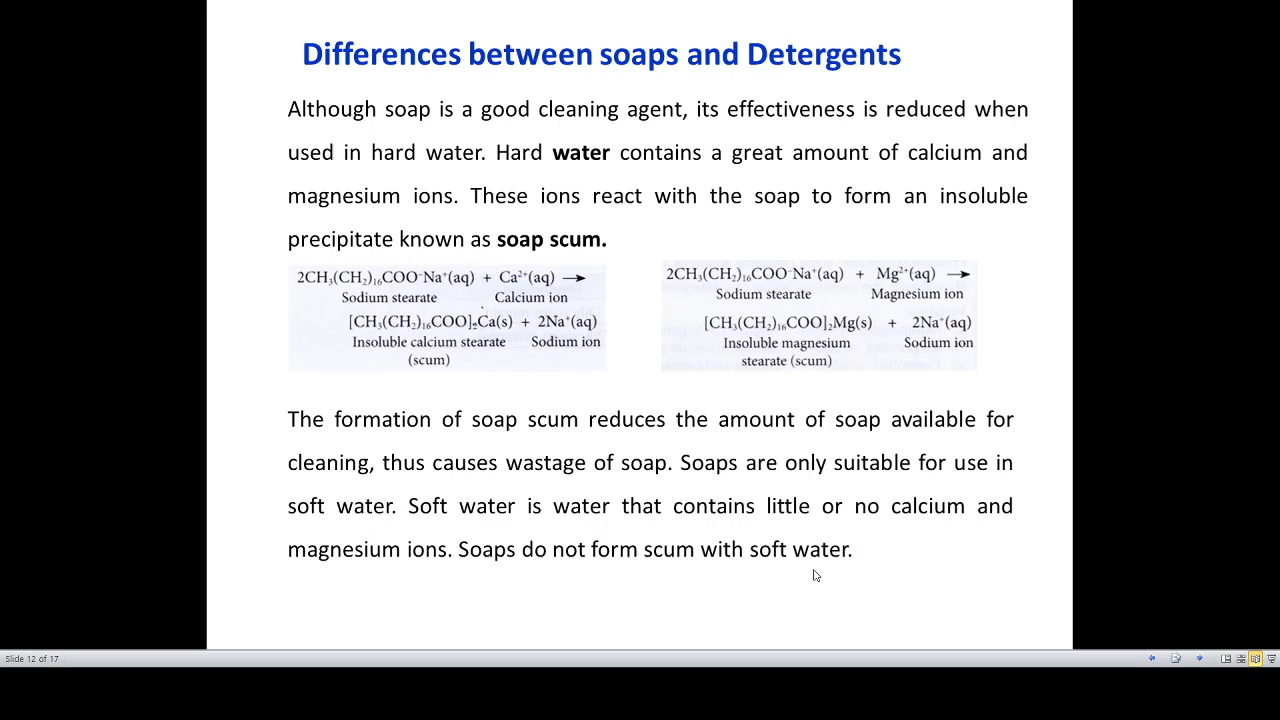 Differences between soaps and Detergents
Although soap is a good cleaning agent, its effectiveness is reduced when
used in hard water. Hard water contains a great amount of calcium and
magnesium ions. These ions react with the soap to form an insoluble
precipitate known as soap scum.
2CH₃(CH₂)₁₆COO⁻Na⁺(aq) + Ca²⁺(aq) →
Sodium stearate Calcium ion
[CH₃(CH₂)₁₆COO]₂Ca(s) + 2Na⁺(aq)
Insoluble calcium stearate Sodium ion
(scum)
2CH₃(CH₂)₁₆COO⁻Na⁺(aq) + Mg²⁺(aq) →
Sodium stearate Magnesium ion
[CH₃(CH₂)₁₆COO]₂Mg(s) + 2Na⁺(aq)
Insoluble magnesium Sodium ion
stearate (scum)
The formation of soap scum reduces the amount of soap available for
cleaning, thus causes wastage of soap. Soaps are only suitable for use in
soft water. Soft water is water that contains little or no calcium and
magnesium ions. Soaps do not form scum with soft water.
Slide 12 of 17